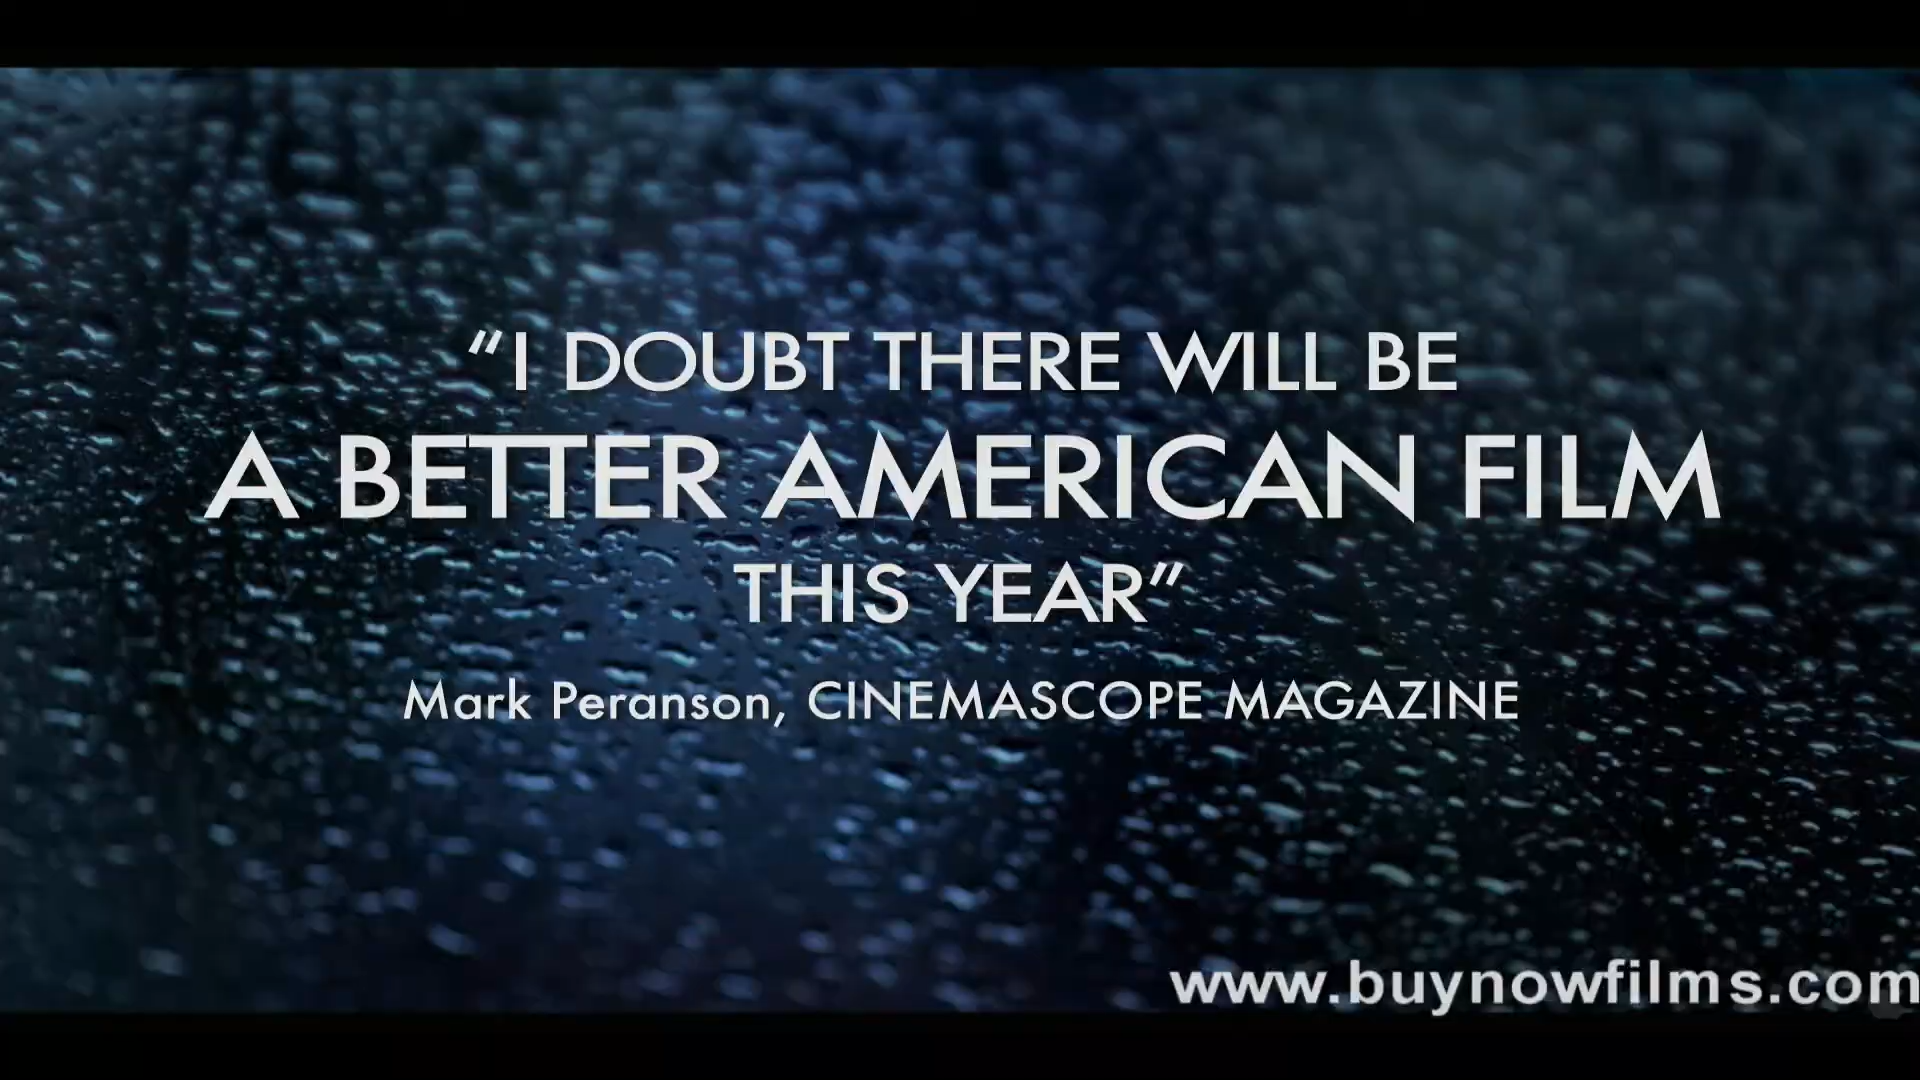 “I DOUBT THERE WILL BE
A BETTER AMERICAN FILM
THIS YEAR”
Mark Peranson, CINEMASCOPE MAGAZINE
www.buynowfilms.com